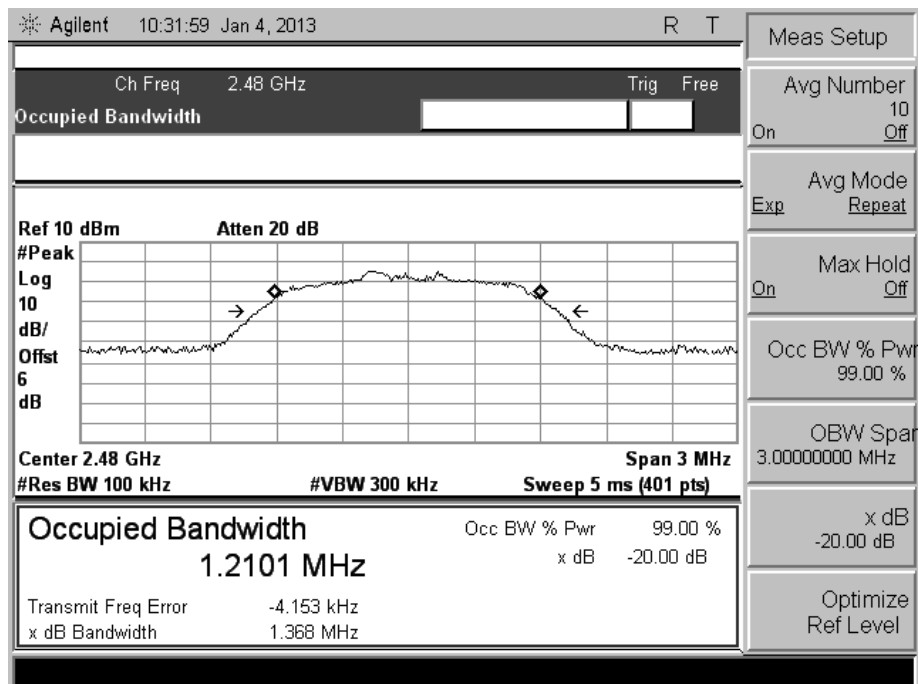 Agilent 10:31:59 Jan 4, 2013 R T
Ch Freq 2.48 GHz Trig Free
Occupied Bandwidth
Ref 10 dBm Atten 20 dB
#Peak
Log
10
dB/
Offst
6
dB
Center 2.48 GHz Span 3 MHz
#Res BW 100 kHz #VBW 300 kHz Sweep 5 ms (401 pts)
Occupied Bandwidth Occ BW % Pwr 99.00 %
1.2101 MHz x dB -20.00 dB
Transmit Freq Error -4.153 kHz
x dB Bandwidth 1.368 MHz
Meas Setup
Avg Number
10
On Off
Avg Mode
Exp Repeat
Max Hold
On Off
Occ BW % Pwr
99.00 %
OBW Span
3.00000000 MHz
x dB
-20.00 dB
Optimize
Ref Level